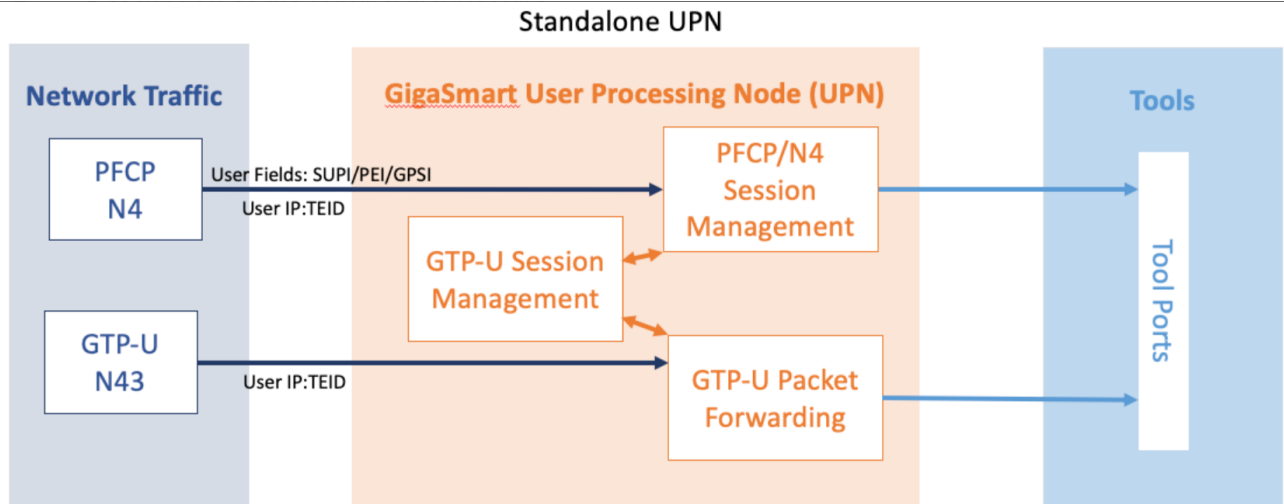 Standalone UPN
Network Traffic
GigaSmart User Processing Node (UPN)
Tools
PFCP
N4
User Fields: SUPI/PEI/GPSI
User IP:TEID
PFCP/N4
Session
Management
GTP-U Session
Management
Tool Ports
GTP-U
N43
User IP:TEID
GTP-U Packet
Forwarding